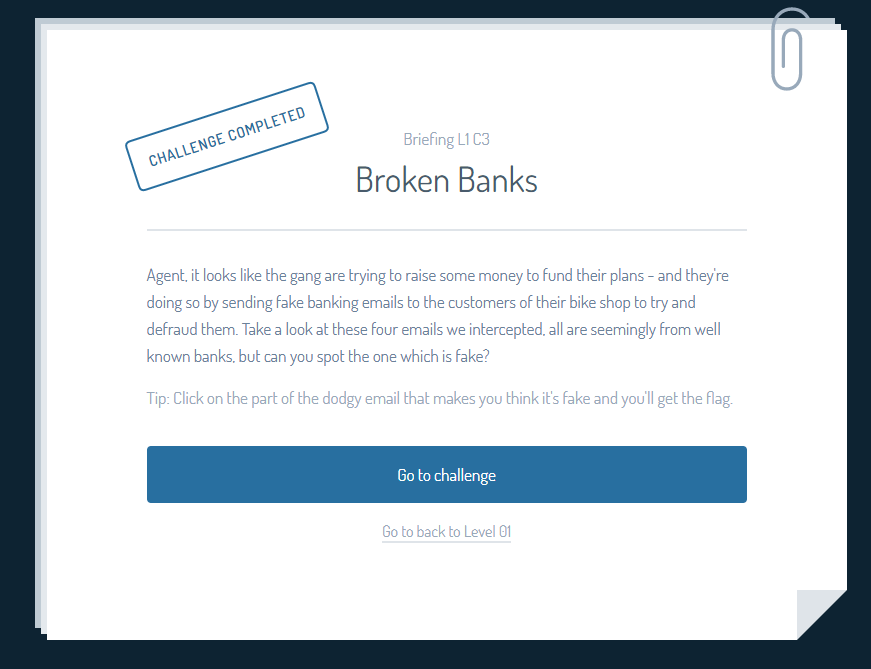 CHALLENGE COMPLETED
Briefing L1 C3
Broken Banks
Agent, it looks like the gang are trying to raise some money to fund their plans - and they're
doing so by sending fake banking emails to the customers of their bike shop to try and
defraud them. Take a look at these four emails we intercepted, all are seemingly from well
known banks, but can you spot the one which is fake?
Tip: Click on the part of the dodgy email that makes you think it's fake and you'll get the flag.
Go to challenge
Go to back to Level 01